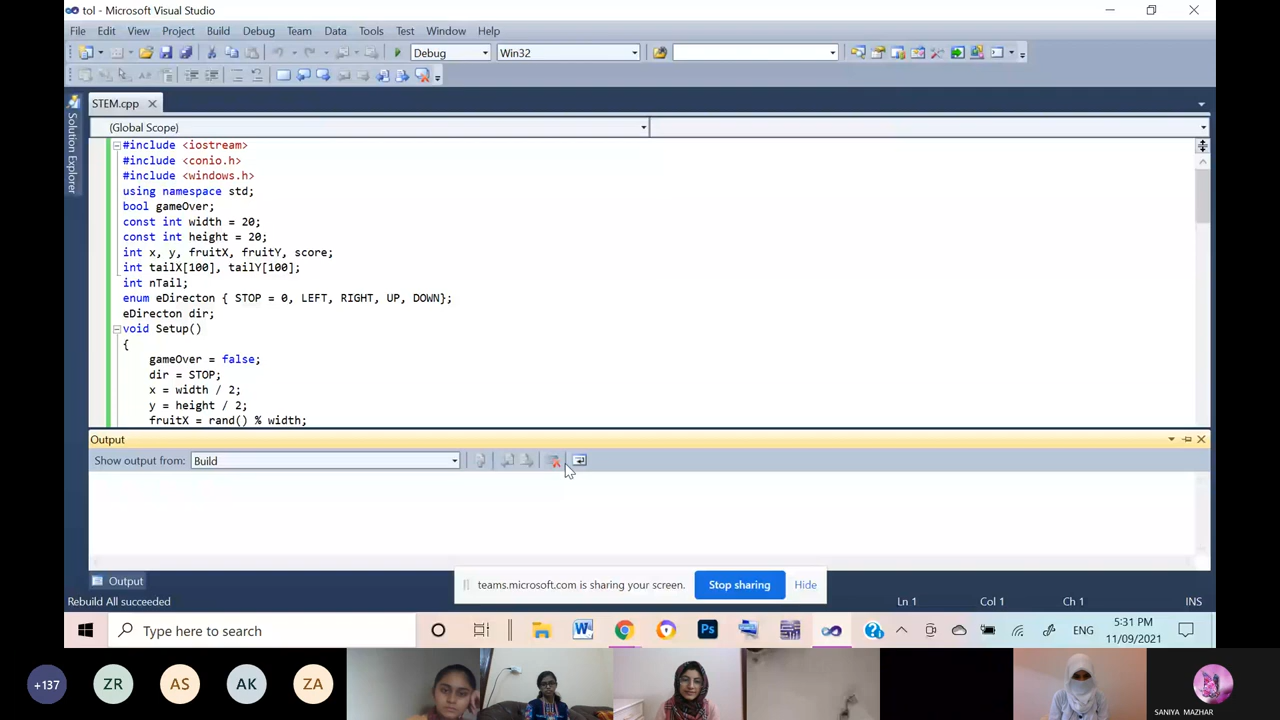 tol - Microsoft Visual Studio
File Edit View Project Build Debug Team Data Tools Test Window Help
Debug Win32
STEM.cpp
Solution Explorer
(Global Scope)
#include <iostream>
#include <conio.h>
#include <windows.h>
using namespace std;
bool gameOver;
const int width = 20;
const int height = 20;
int x, y, fruitX, fruitY, score;
int tailX[100], tailY[100];
int nTail;
enum eDirecton { STOP = 0, LEFT, RIGHT, UP, DOWN};
eDirecton dir;
void Setup()
{
gameOver = false;
dir = STOP;
x = width / 2;
y = height / 2;
fruitX = rand() % width;
Output
Show output from: Build
Output
teams.microsoft.com is sharing your screen. Stop sharing Hide
Rebuild All succeeded Ln 1 Col 1 Ch 1 INS
Type here to search
Ps
ENG
5:31 PM
11/09/2021
+137 ZR AS AK ZA
SANIYA MAZHAR